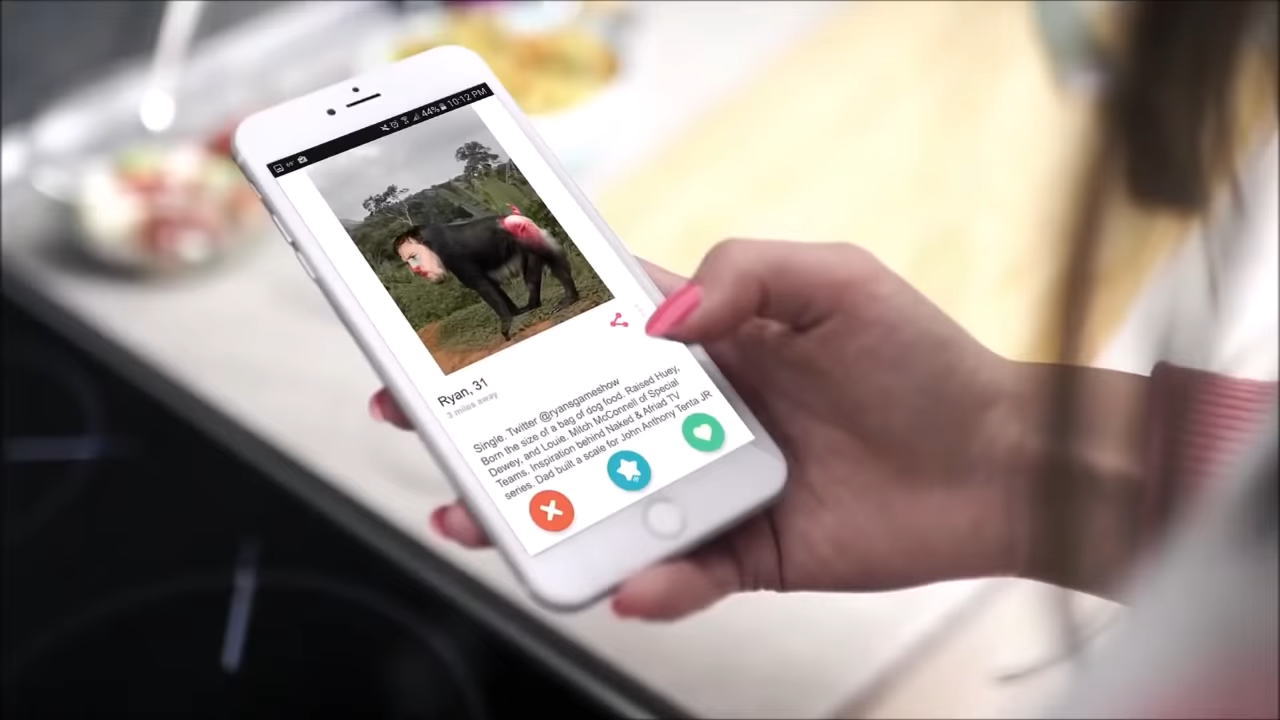 44% 10:12 PM
Ryan, 31
3 miles away
Single. Twitter @ryansgameshow
Born the size of a bag of dog food. Raised Huey,
Dewey, and Louie. Mitch McConnell of Special
Teams, Inspiration behind Naked & Afriad TV
series. Dad built a scale for John Anthony Tenta JR